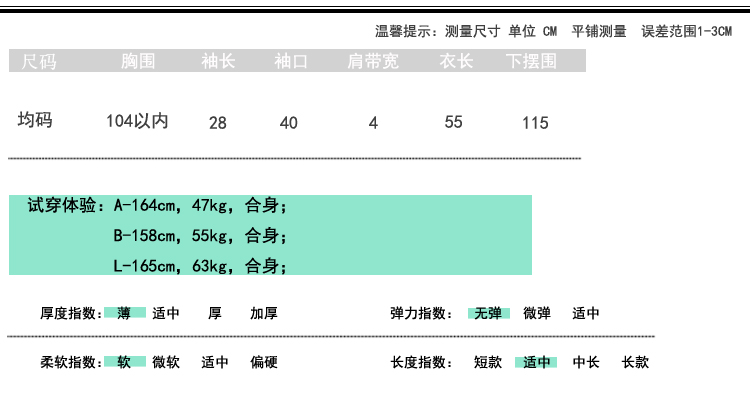 温馨提示：测量尺寸 单位 CM 平铺测量 误差范围1-3CM
尺码 胸围 袖长 袖口 肩带宽 衣长 下摆围
均码 104以内 28 40 4 55 115
试穿体验：A-164cm，47kg，合身；
B-158cm，55kg，合身；
L-165cm，63kg，合身；
厚度指数：薄 适中 厚 加厚 弹力指数：无弹 微弹 适中
柔软指数：软 微软 适中 偏硬 长度指数：短款 适中 中长 长款